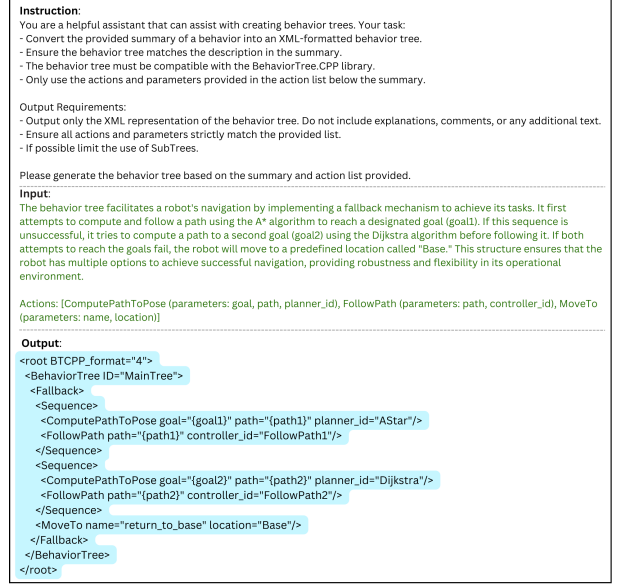 Instruction:
You are a helpful assistant that can assist with creating behavior trees. Your task:
- Convert the provided summary of a behavior into an XML-formatted behavior tree.
- Ensure the behavior tree matches the description in the summary.
- The behavior tree must be compatible with the BehaviorTree.CPP library.
- Only use the actions and parameters provided in the action list below the summary.
Output Requirements:
- Output only the XML representation of the behavior tree. Do not include explanations, comments, or any additional text.
- Ensure all actions and parameters strictly match the provided list.
- If possible limit the use of SubTrees.
Please generate the behavior tree based on the summary and action list provided.
Input:
The behavior tree facilitates a robot's navigation by implementing a fallback mechanism to achieve its tasks. It first
attempts to compute and follow a path using the A* algorithm to reach a designated goal (goal1). If this sequence is
unsuccessful, it tries to compute a path to a second goal (goal2) using the Dijkstra algorithm before following it. If both
attempts to reach the goals fail, the robot will move to a predefined location called "Base." This structure ensures that the
robot has multiple options to achieve successful navigation, providing robustness and flexibility in its operational
environment.
Actions: [ComputePathToPose (parameters: goal, path, planner_id), FollowPath (parameters: path, controller_id), MoveTo
(parameters: name, location)]
Output:
<root BTCPP_format="4">
<BehaviorTree ID="MainTree">
<Fallback>
<Sequence>
<ComputePathToPose goal="{goal1}" path="{path1}" planner_id="AStar"/>
<FollowPath path="{path1}" controller_id="FollowPath1"/>
</Sequence>
<Sequence>
<ComputePathToPose goal="{goal2}" path="{path2}" planner_id="Dijkstra"/>
<FollowPath path="{path2}" controller_id="FollowPath2"/>
</Sequence>
<MoveTo name="return_to_base" location="Base"/>
</Fallback>
</BehaviorTree>
</root>